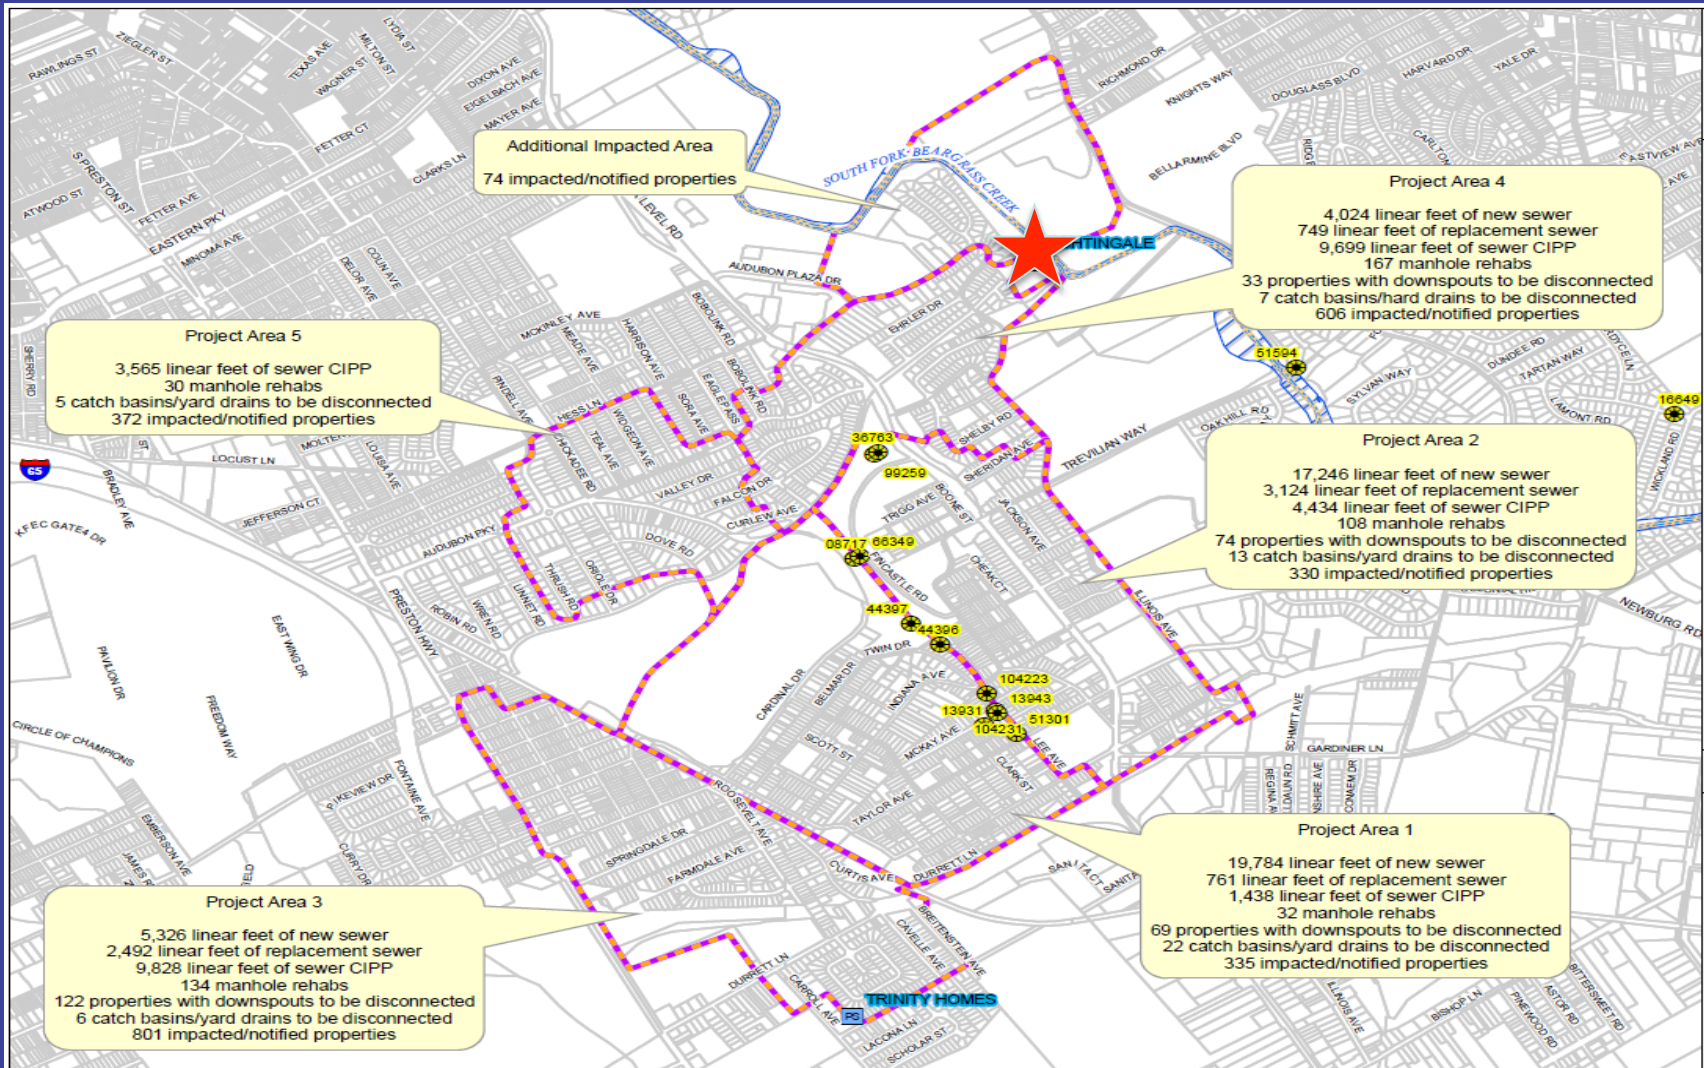 RAWLINGS ST
ZIEGLER ST
TEXAS AVE
WAGNER ST
MILTON ST
LYDIA ST
DIXON AVE
EIGELBACH AVE
MAYER AVE
FETTER CT
CLARKS LN
S PRESTON ST
ATWOOD ST
FETTER AVE
EASTERN PKY
MINOMA AVE
DELOR AVE
COLIN AVE
LEVEL RD
RICHMOND DR
KNIGHTS WAY
DOUGLASS BLVD
HARVARD DR
YALE DR
BELLARMINE BLVD
CARLTON
EASTVIEW AVE
AVE
Additional Impacted Area
74 impacted/notified properties
SOUTH FORK-BEARGRASS CREEK
HTINGALE
AUDUBON PLAZA DR
EHRLER DR
Project Area 4
4,024 linear feet of new sewer
749 linear feet of replacement sewer
9,699 linear feet of sewer CIPP
167 manhole rehabs
33 properties with downspouts to be disconnected
7 catch basins/hard drains to be disconnected
606 impacted/notified properties
Project Area 5
3,565 linear feet of sewer CIPP
30 manhole rehabs
5 catch basins/yard drains to be disconnected
372 impacted/notified properties
SHERRY RD
MCKINLEY AVE
MEADE AVE
HARRISON AVE
BOBOLINK RD
BOBOLINK RD
EAGLE PASS
SORA AVE
WIDGEON AVE
TEAL AVE
HESS LN
PINDELL AVE
CHICKADEE RD
VALLEY DR
FALCON DR
CURLEW AVE
DOVE RD
ORIOLE DR
THRUSH RD
LINNET RD
WREN RD
ROBIN RD
AUDUBON PKY
PRESTON HWY
ST
LOUISA AVE
LOCUST LN
JEFFERSON CT
BRADLEY AVE
65
KFEC GATE4 DR
51594
16649
DUNDEE RD
TARTAN WAY
SYLVAN WAY
LAMONT RD
WICKLAND RD
OAK HILL RD
TREVILIAN WAY
SHELBY RD
SHERIDAN AVE
36763
99259
TRIGG AVE
BOONE ST
JACKSON AVE
CHEAK CT
08717
66349
FINCASTLE RD
44397
44396
TWIN DR
INDIANA AVE
BELMAR DR
CARDINAL DR
SCOTT ST
MCKAY AVE
104223
13943
13931
51301
104231
LEE AVE
CLARK ST
TAYLOR AVE
ILLINOIS AVE
Project Area 2
17,246 linear feet of new sewer
3,124 linear feet of replacement sewer
4,434 linear feet of sewer CIPP
108 manhole rehabs
74 properties with downspouts to be disconnected
13 catch basins/yard drains to be disconnected
330 impacted/notified properties
NEWBURG RD
SCHMITT AVE
GARDINER LN
PAVILION DR
EAST WING DR
FREEDOM WAY
CIRCLE OF CHAMPIONS
FONTAINE AVE
PIKEVIEW DR
CURRY DR
EMBERSON AVE
ROOSEVELT AVE
SPRINGDALE DR
FARMDALE AVE
CURTIS AVE
DURRETT LN
SANITA CT
Project Area 1
19,784 linear feet of new sewer
761 linear feet of replacement sewer
1,438 linear feet of sewer CIPP
32 manhole rehabs
69 properties with downspouts to be disconnected
22 catch basins/yard drains to be disconnected
335 impacted/notified properties
Project Area 3
5,326 linear feet of new sewer
2,492 linear feet of replacement sewer
9,828 linear feet of sewer CIPP
134 manhole rehabs
122 properties with downspouts to be disconnected
6 catch basins/yard drains to be disconnected
801 impacted/notified properties
BREITENSTEIN AVE
CAVELLE AVE
DURRETT LN
CARROLL AVE
PS
TRINITY HOMES
LACONA LN
SCHOLAR ST
ILLINOIS AVE
BISHOP LN
PINEWOOD RD
ASTOR RD
BITTERSWEET RD